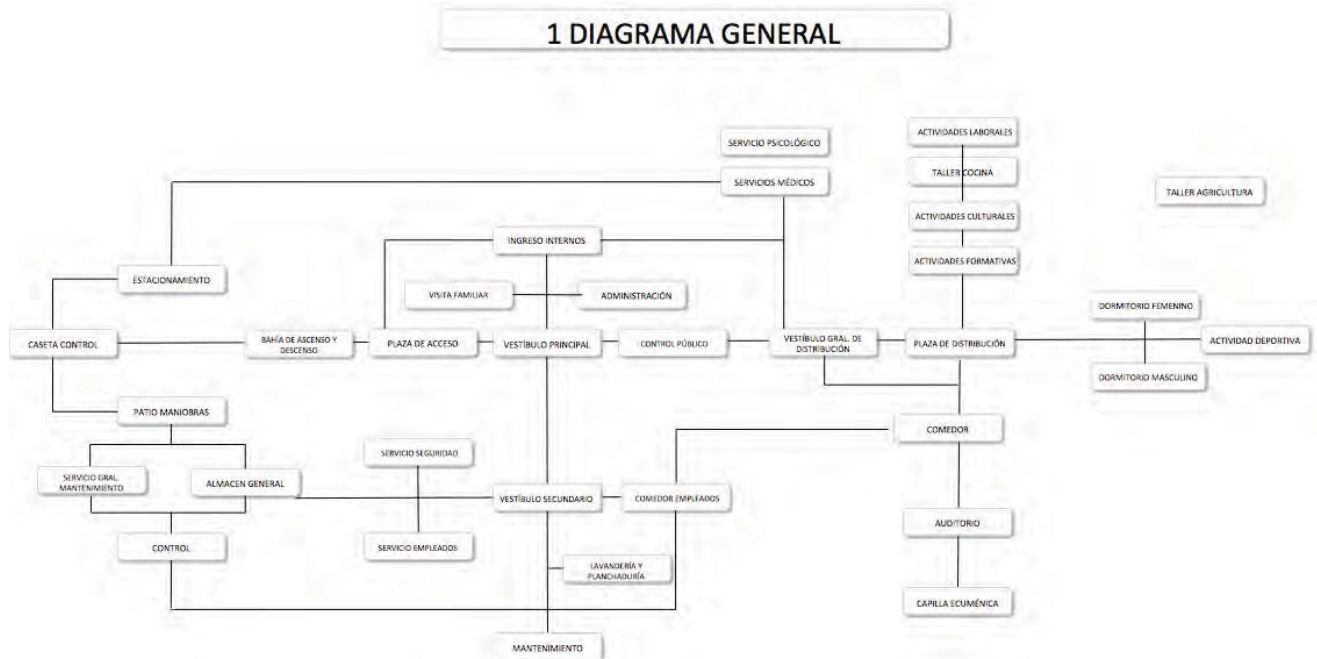 1 DIAGRAMA GENERAL
ACTIVIDADES LABORALES
SERVICIO PSICOLÓGICO
TALLER COCINA
SERVICIOS MÉDICOS
TALLER AGRICULTURA
ACTIVIDADES CULTURALES
INGRESO INTERNOS
ACTIVIDADES FORMATIVAS
ESTACIONAMIENTO
VISITA FAMILIAR
ADMINISTRACIÓN
DORMITORIO FEMENINO
CASETA CONTROL
BAHÍA DE ASCENSO Y
DESCENSO
PLAZA DE ACCESO
VESTÍBULO PRINCIPAL
CONTROL PÚBLICO
VESTÍBULO GRAL. DE
DISTRIBUCIÓN
PLAZA DE DISTRIBUCIÓN
ACTIVIDAD DEPORTIVA
DORMITORIO MASCULINO
PATIO MANIOBRAS
COMEDOR
SERVICIO SEGURIDAD
SERVICIO GRAL.
MANTENIMIENTO
ALMACEN GENERAL
VESTÍBULO SECUNDARIO
COMEDOR EMPLEADOS
AUDITORIO
CONTROL
SERVICIO EMPLEADOS
LAVANDERÍA Y
PLANCHADURÍA
CAPILLA ECUMÉNICA
MANTENIMIENTO